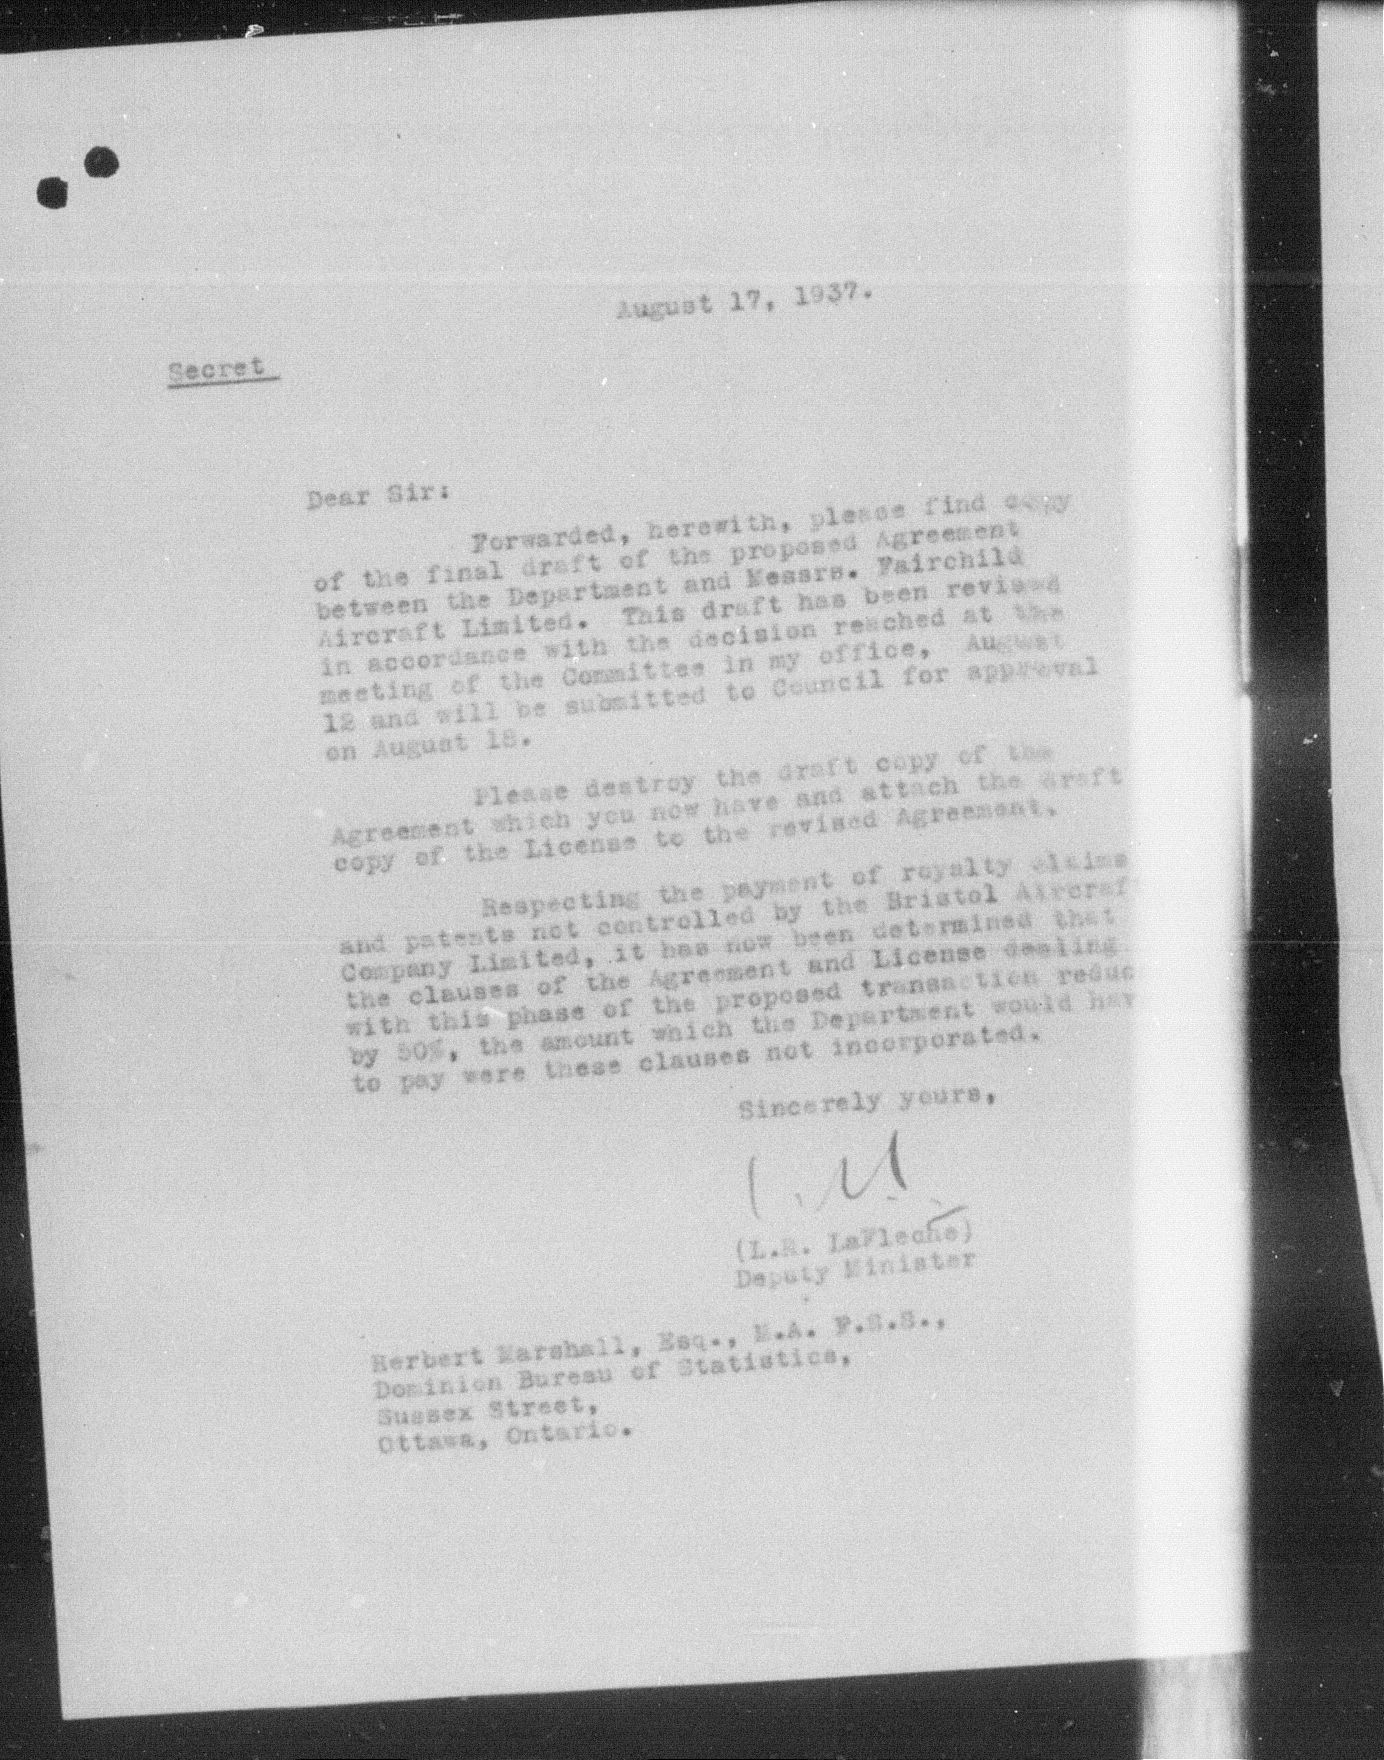 August 17, 1937.
Secret
Dear Sir:
Forwarded, herewith, please find copy
of the final draft of the proposed Agreement
between the Department and Messrs. Fairchild
Aircraft Limited. This draft has been revised
in accordance with the decision reached at the
meeting of the Committee in my office, August
12 and will be submitted to Council for approval
on August 18.
Please destroy the draft copy of the
Agreement which you now have and attach the draft
copy of the License to the revised Agreement.
Respecting the payment of royalty claims
and patents not controlled by the Bristol Aircraf
Company Limited, it has now been determined that
the clauses of the Agreement and License dealing
with this phase of the proposed transaction reduc
by 50%, the amount which the Department would hav
to pay were these clauses not incorporated.
Sincerely yours,
(L.R. LaFleche)
Deputy Minister
Herbert Marshall, Esq., M.A. F.S.S.,
Dominion Bureau of Statistics,
Sussex Street,
Ottawa, Ontario.